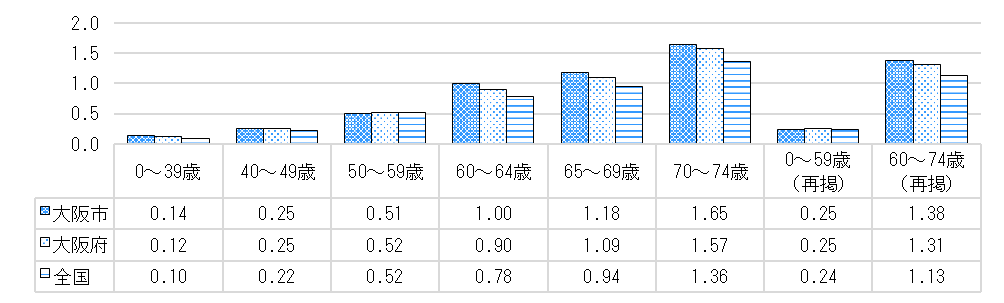 2.0
1.5
1.0
0.5
0.0
0～39歳 40～49歳 50～59歳 60～64歳 65～69歳 70～74歳 0～59歳 60～74歳
（再掲） （再掲）
大阪市 0.14 0.25 0.51 1.00 1.18 1.65 0.25 1.38
大阪府 0.12 0.25 0.52 0.90 1.09 1.57 0.25 1.31
全国 0.10 0.22 0.52 0.78 0.94 1.36 0.24 1.13